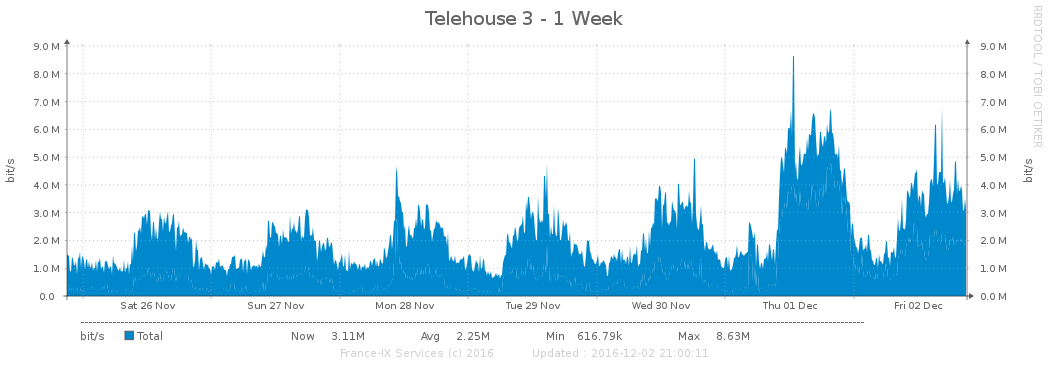 Telehouse 3 - 1 Week
RRDTOOL / TOBI OETIKER
9.0 M 9.0 M
8.0 M 8.0 M
7.0 M 7.0 M
6.0 M 6.0 M
5.0 M 5.0 M
bit/s bit/s
4.0 M 4.0 M
3.0 M 3.0 M
2.0 M 2.0 M
1.0 M 1.0 M
0.0 0.0 M
Sat 26 Nov Sun 27 Nov Mon 28 Nov Tue 29 Nov Wed 30 Nov Thu 01 Dec Fri 02 Dec
bit/s Total Now 3.11M Avg 2.25M Min 616.79k Max 8.63M
France-IX Services (c) 2016 Updated : 2016-12-02 21:00:11